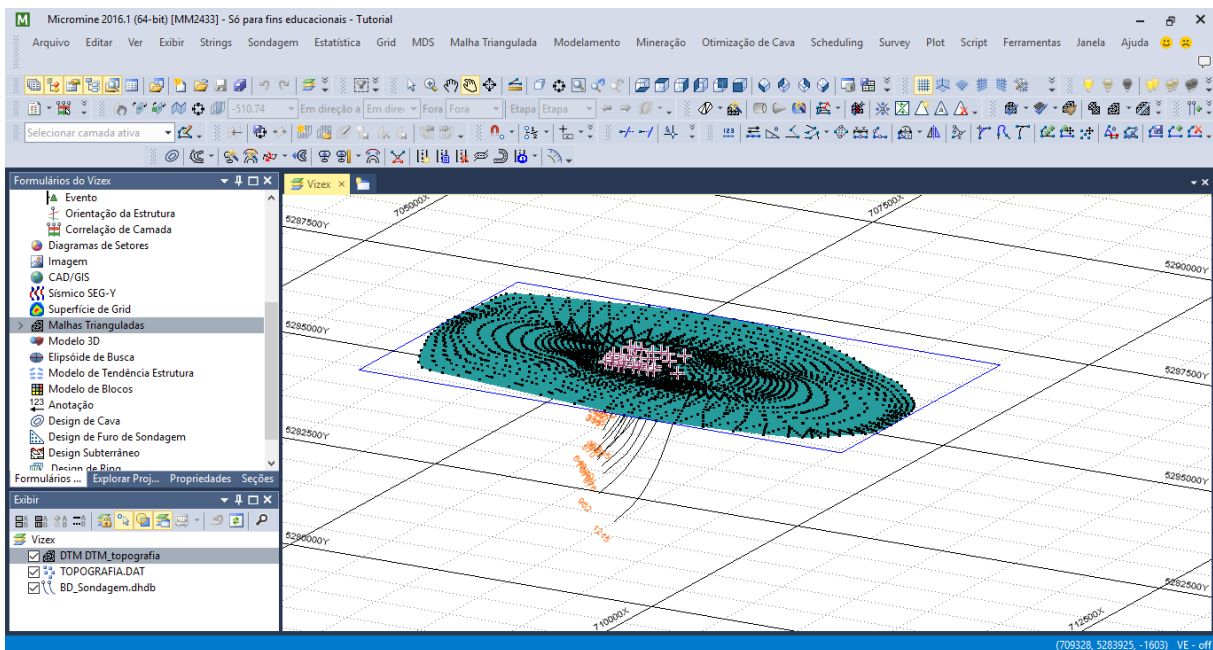 Micromine 2016.1 (64-bit) [MM2433] - Só para fins educacionais - Tutorial
Arquivo Editar Ver Exibir Strings Sondagem Estatística Grid MDS Malha Triangulada Modelamento Mineração Otimização de Cava Scheduling Survey Plot Script Ferramentas Janela Ajuda
-510.74 Em direção a Em dire Fora Fora Etapa Etapa
Selecionar camada ativa
Formulários do Vizex
Vizex
Evento
Orientação da Estrutura
Correlação de Camada
Diagramas de Setores
Imagem
CAD/GIS
Sísmico SEG-Y
Superfície de Grid
Malhas Trianguladas
Modelo 3D
Elipsóide de Busca
Modelo de Tendência Estrutura
Modelo de Blocos
123 Anotação
Design de Cava
Design de Furo de Sondagem
Design Subterrâneo
Design de Ring
Formulários ... Explorar Proj... Propriedades Seções
Exibir
Vizex
DTM DTM_topografia
TOPOGRAFIA.DAT
BD_Sondagem.dhdb
705000X
707500X
5287500Y
5290000Y
5285000Y
5287500Y
5282500Y
5285000Y
5280000Y
5282500Y
710000X
712500X
952
1215
(709328, 5283925, -1603) VE - off